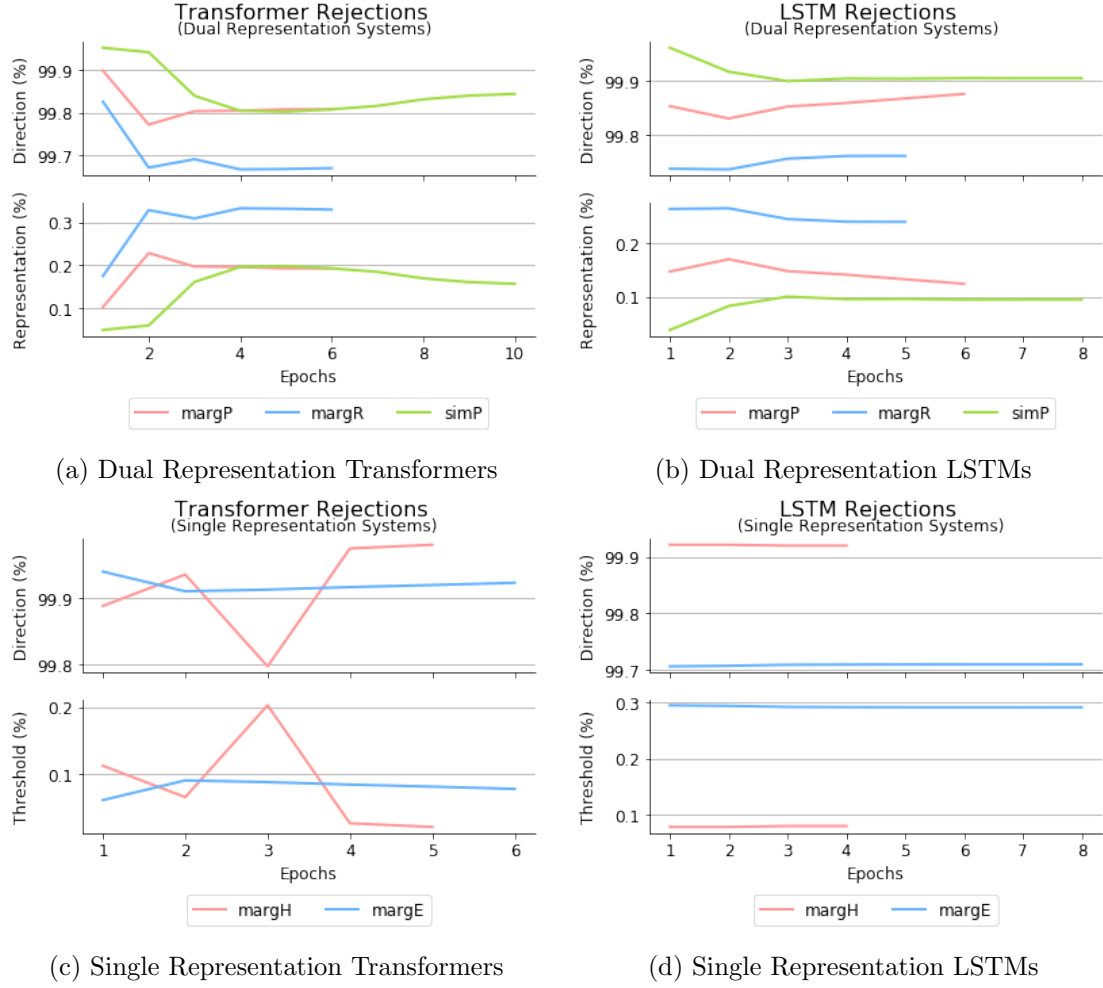 Transformer Rejections
(Dual Representation Systems)
Direction (%)
99.9
99.8
99.7
Representation (%)
0.3
0.2
0.1
2 4 6 8 10
Epochs
margP margR simP
(a) Dual Representation Transformers
LSTM Rejections
(Dual Representation Systems)
Direction (%)
99.9
99.8
Representation (%)
0.2
0.1
1 2 3 4 5 6 7 8
Epochs
margP margR simP
(b) Dual Representation LSTMs
Transformer Rejections
(Single Representation Systems)
Direction (%)
99.9
99.8
Threshold (%)
0.2
0.1
1 2 3 4 5 6
Epochs
margH margE
(c) Single Representation Transformers
LSTM Rejections
(Single Representation Systems)
Direction (%)
99.9
99.8
99.7
Threshold (%)
0.3
0.2
0.1
1 2 3 4 5 6 7 8
Epochs
margH margE
(d) Single Representation LSTMs